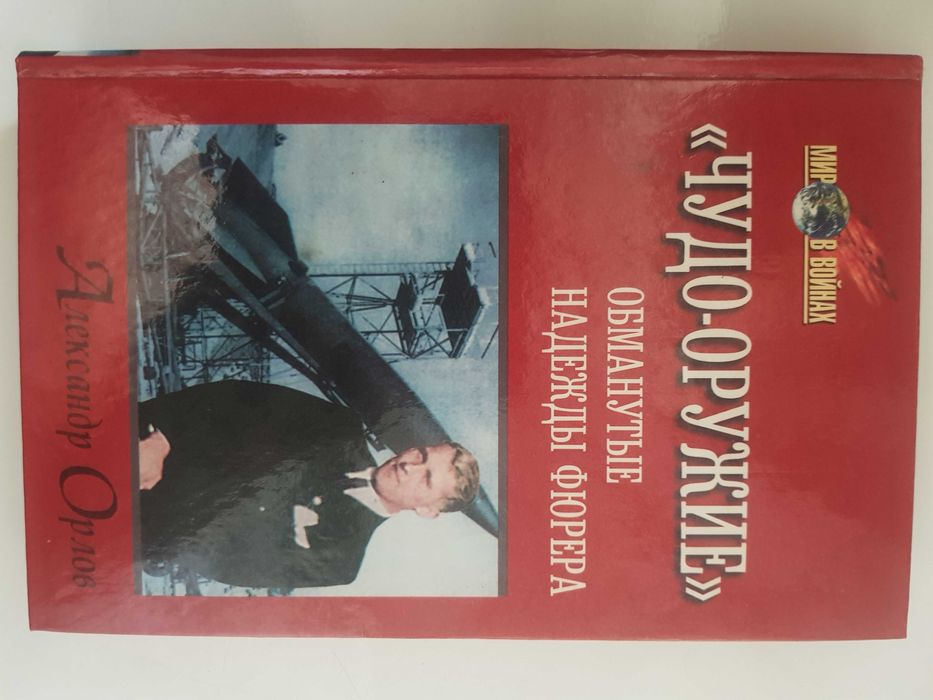 МИР В ВОЙНАХ
«ЧУДО-ОРУЖИЕ»
ОБМАНУТЫЕ
НАДЕЖДЫ ФЮРЕРА
Александр Орлов